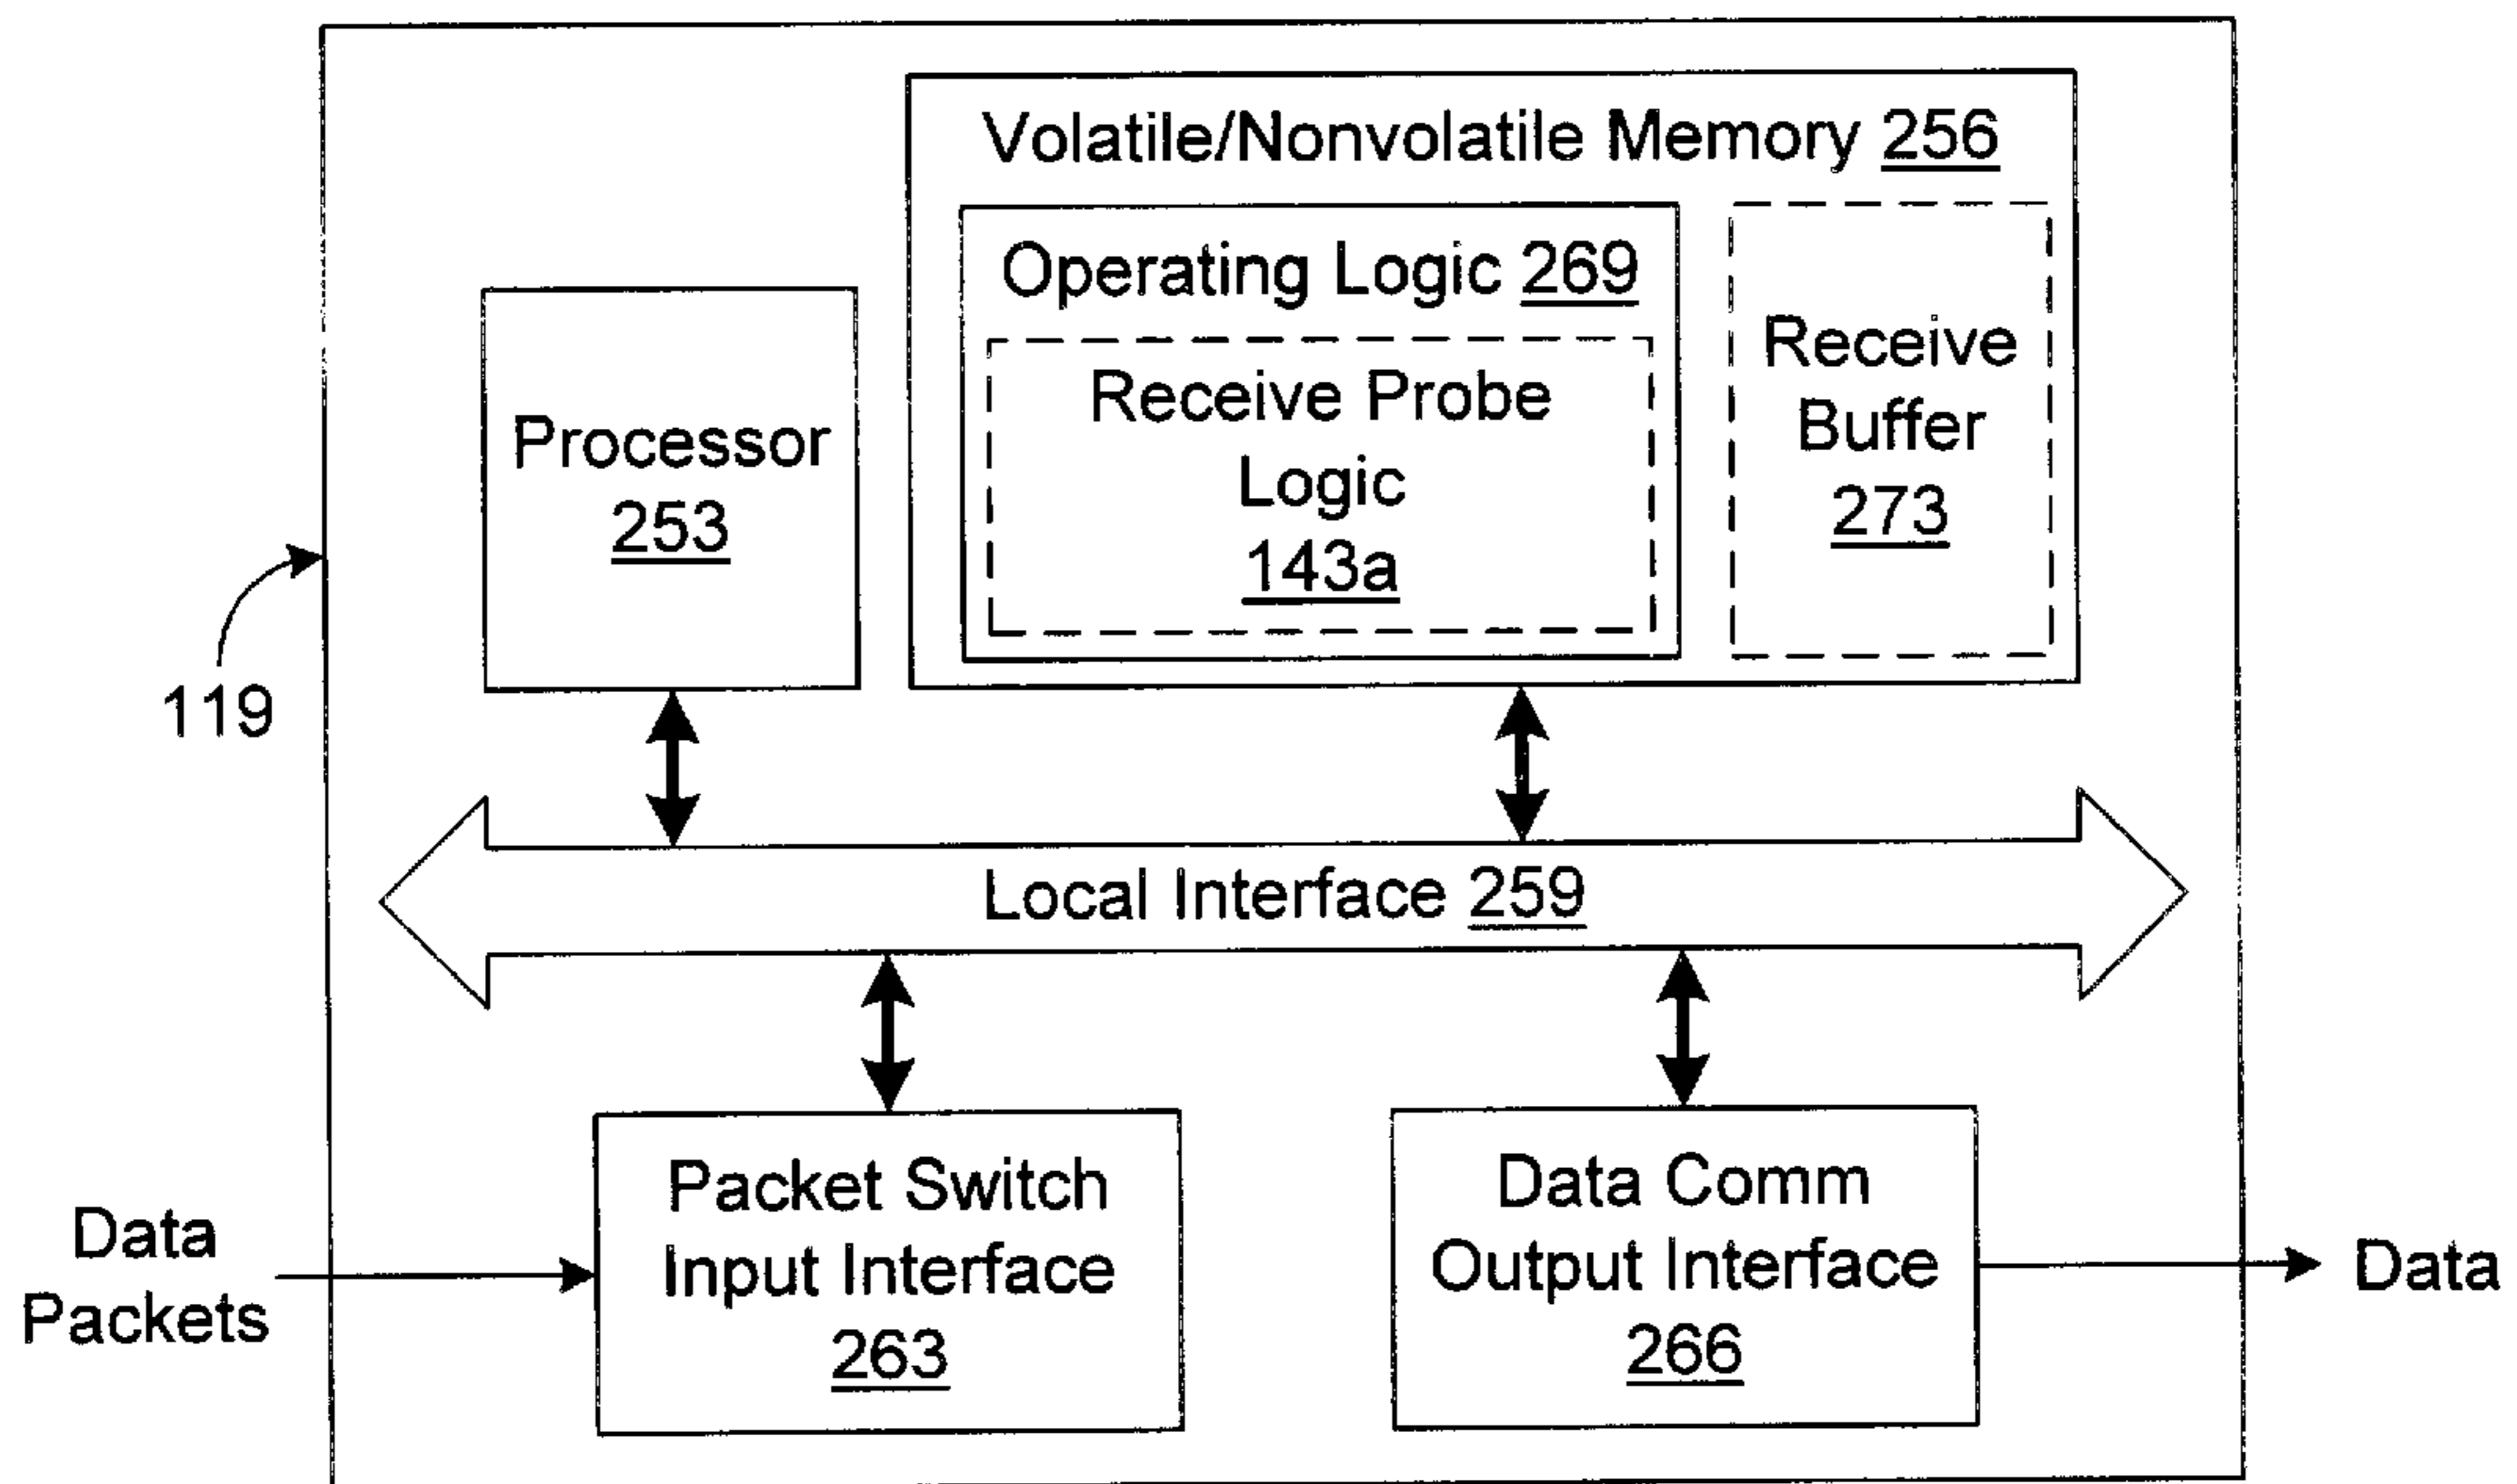 Volatile/Nonvolatile Memory 256
Operating Logic 269
Receive Probe
Logic
143a
Receive
Buffer
273
Processor
253
119
Local Interface 259
Data
Packets
Packet Switch
Input Interface
263
Data Comm
Output Interface
266
Data